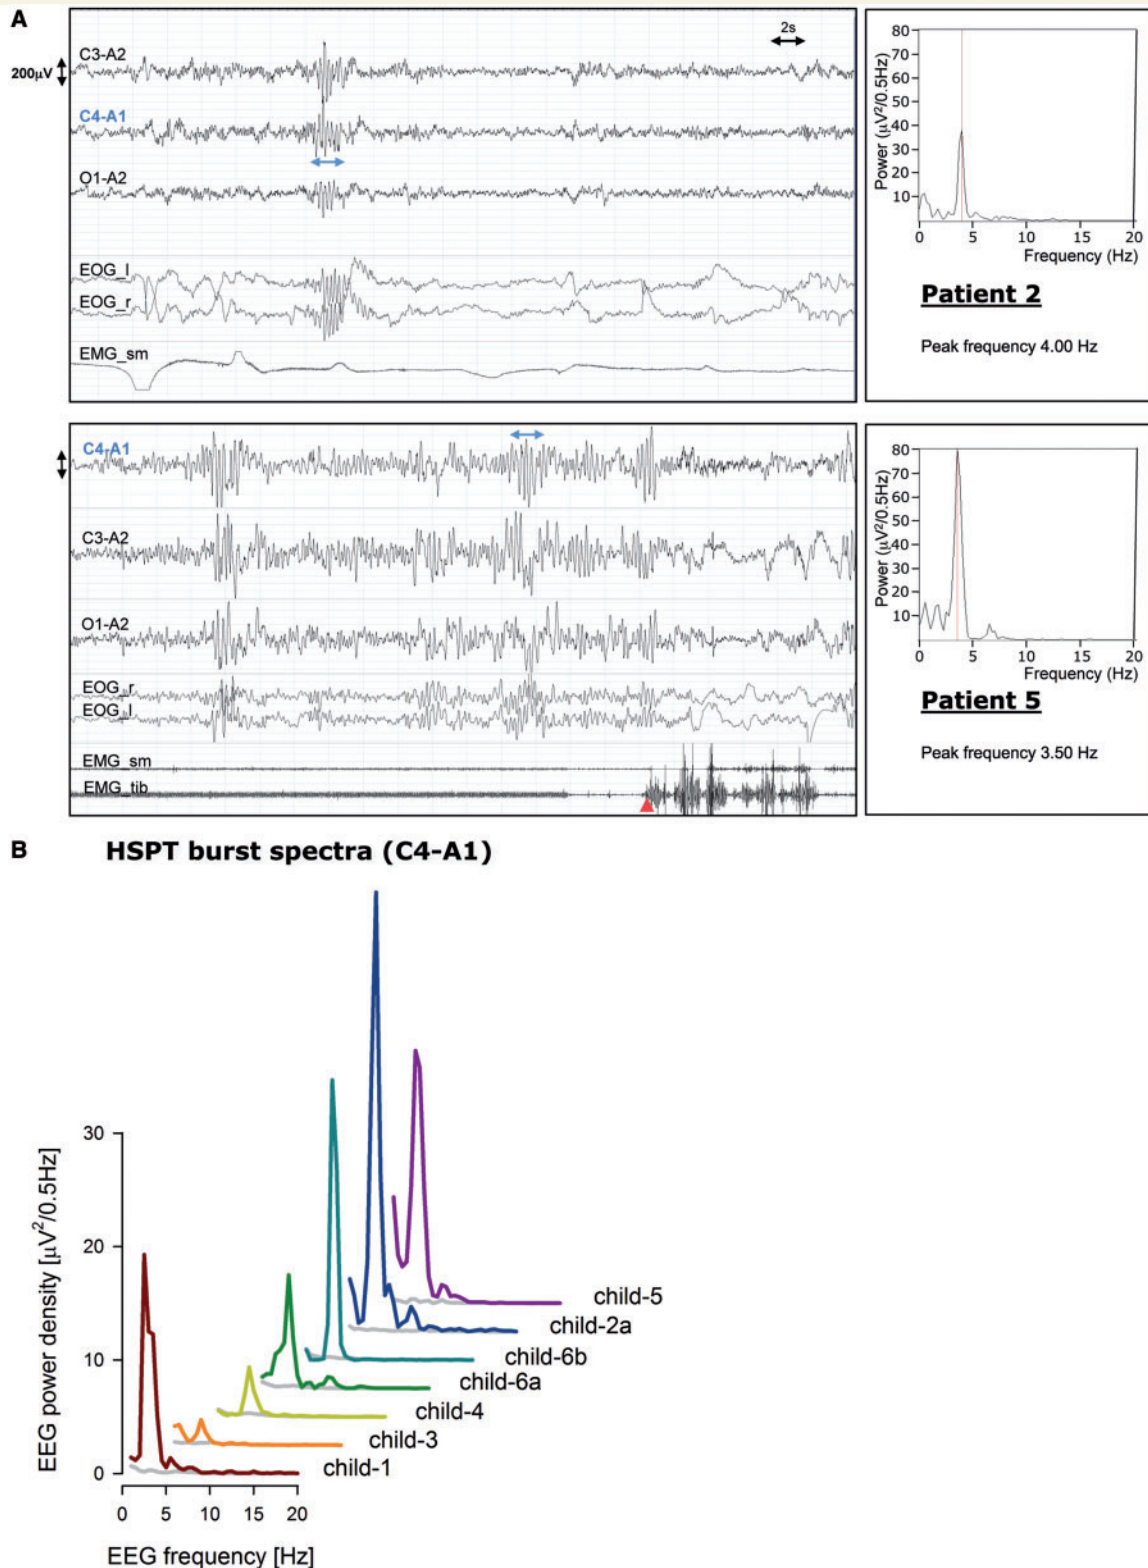 A
2s
C3-A2
200μV
C4-A1
O1-A2
EOG_l
EOG_r
EMG_sm
80
70
60
50
40
30
20
10
Power (μV²/0.5Hz)
0 5 10 15 20
Frequency (Hz)
Patient 2
Peak frequency 4.00 Hz
C4-A1
C3-A2
O1-A2
EOG_r
EOG_l
EMG_sm
EMG_tib
80
70
60
50
40
30
20
10
Power (μV²/0.5Hz)
0 5 10 15 20
Frequency (Hz)
Patient 5
Peak frequency 3.50 Hz
B HSPT burst spectra (C4-A1)
30
20
10
0
EEG power density [μV²/0.5Hz]
child-5
child-2a
child-6b
child-6a
child-4
child-3
child-1
0 5 10 15 20
EEG frequency [Hz]